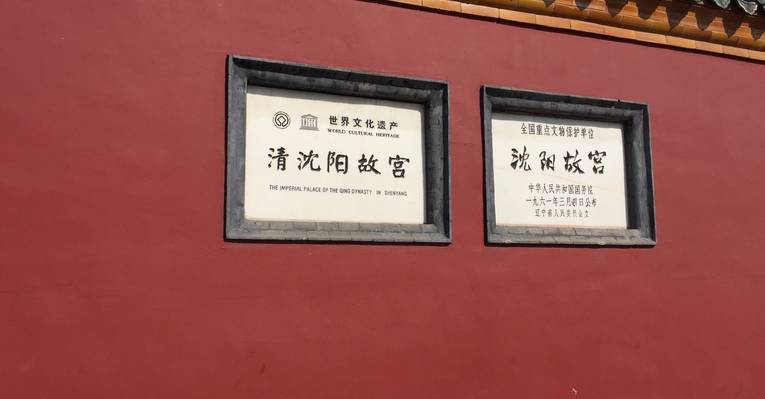 世界文化遗产
WORLD CULTURAL HERITAGE
清沈阳故宫
THE IMPERIAL PALACE OF THE QING DYNASTY IN SHENYANG
全国重点文物保护单位
沈阳故宫
中华人民共和国国务院
一九六一年三月四日公布
辽宁省人民委员会立